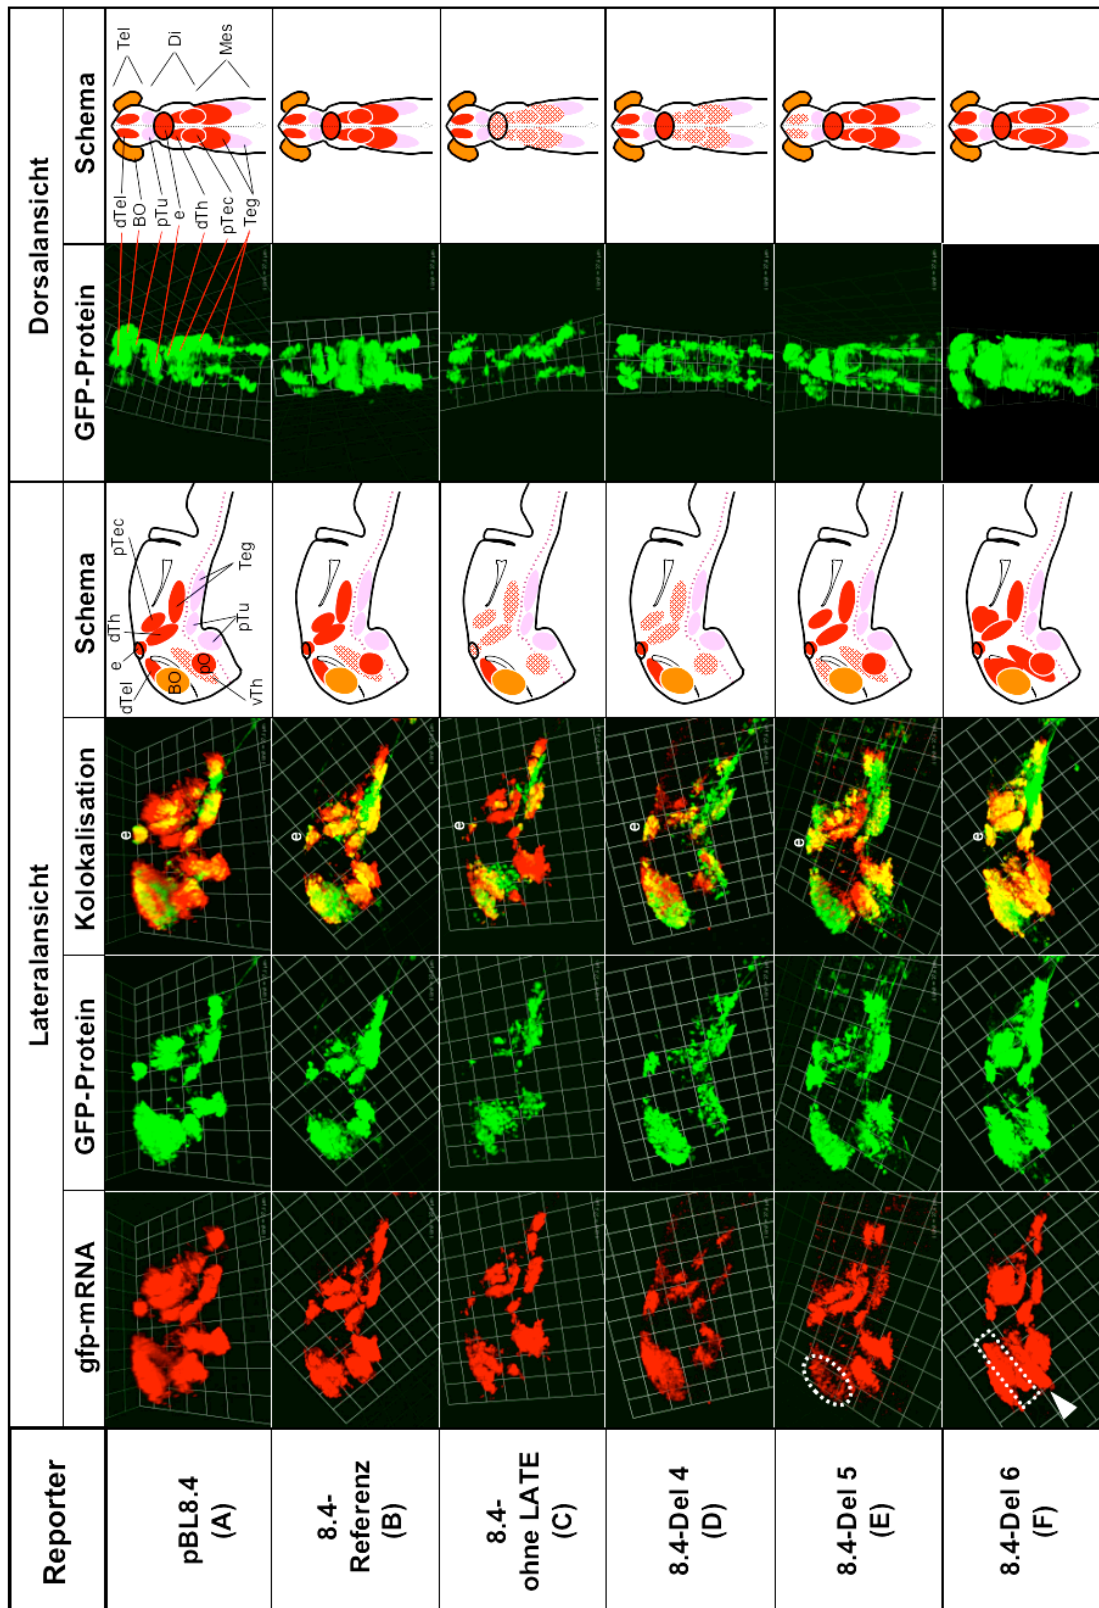 Reporter
Lateralansicht
Dorsalansicht
gfp-mRNA
GFP-Protein
Kolokalisation
Schema
GFP-Protein
Schema
pBL8.4
(A)
e
dTel
e
dTh
pTec
BO
pO
vTh
pTu
Teg
dTel
BO
pTu
e
dTh
pTec
Teg
Tel
Di
Mes
8.4-
Referenz
(B)
e
8.4-
ohne LATE
(C)
e
8.4-Del 4
(D)
e
8.4-Del 5
(E)
e
8.4-Del 6
(F)
e